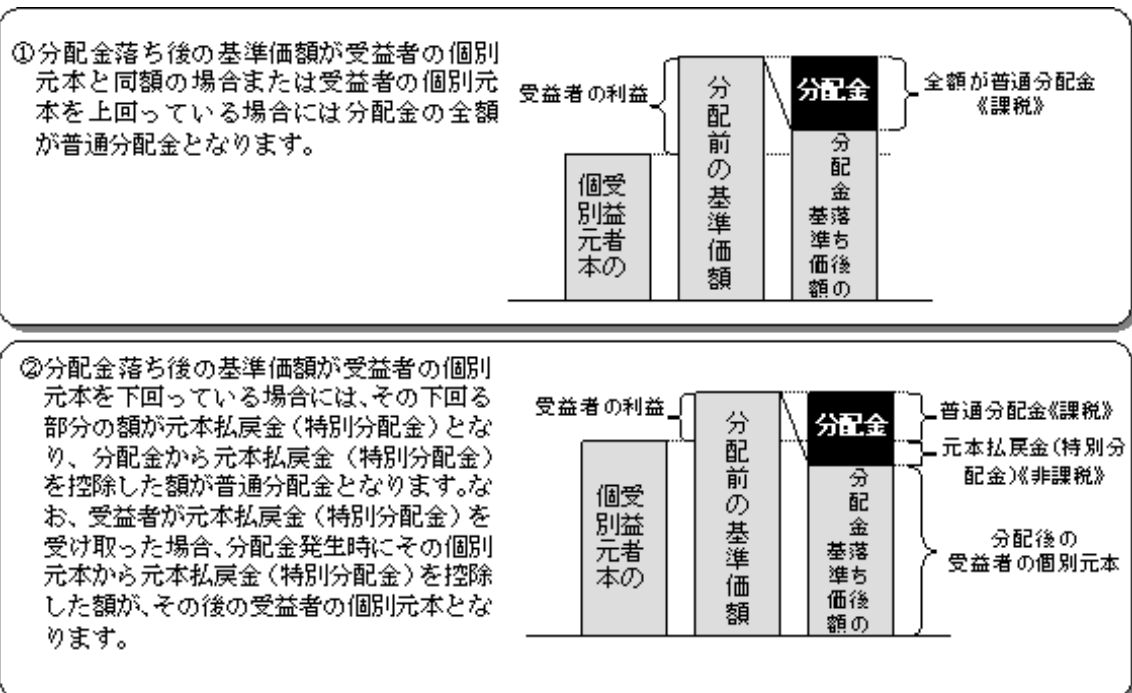 ①分配金落ち後の基準価額が受益者の個別
元本と同額の場合または受益者の個別元
本を上回っている場合には分配金の全額
が普通分配金となります。
受益者の利益
個別元本
受益者の
分配前の基準価額
分配金
基準価額
分配金落ち後の
全額が普通分配金
《課税》
②分配金落ち後の基準価額が受益者の個別
元本を下回っている場合には、その下回る
部分の額が元本払戻金（特別分配金）とな
り、分配金から元本払戻金（特別分配金）
を控除した額が普通分配金となります。な
お、受益者が元本払戻金（特別分配金）を
受け取った場合、分配金発生時にその個別
元本から元本払戻金（特別分配金）を控除
した額が、その後の受益者の個別元本とな
ります。
受益者の利益
個別元本
受益者の
分配前の基準価額
分配金
基準価額
分配金落ち後の
普通分配金《課税》
元本払戻金（特別分
配金）《非課税》
分配後の
受益者の個別元本